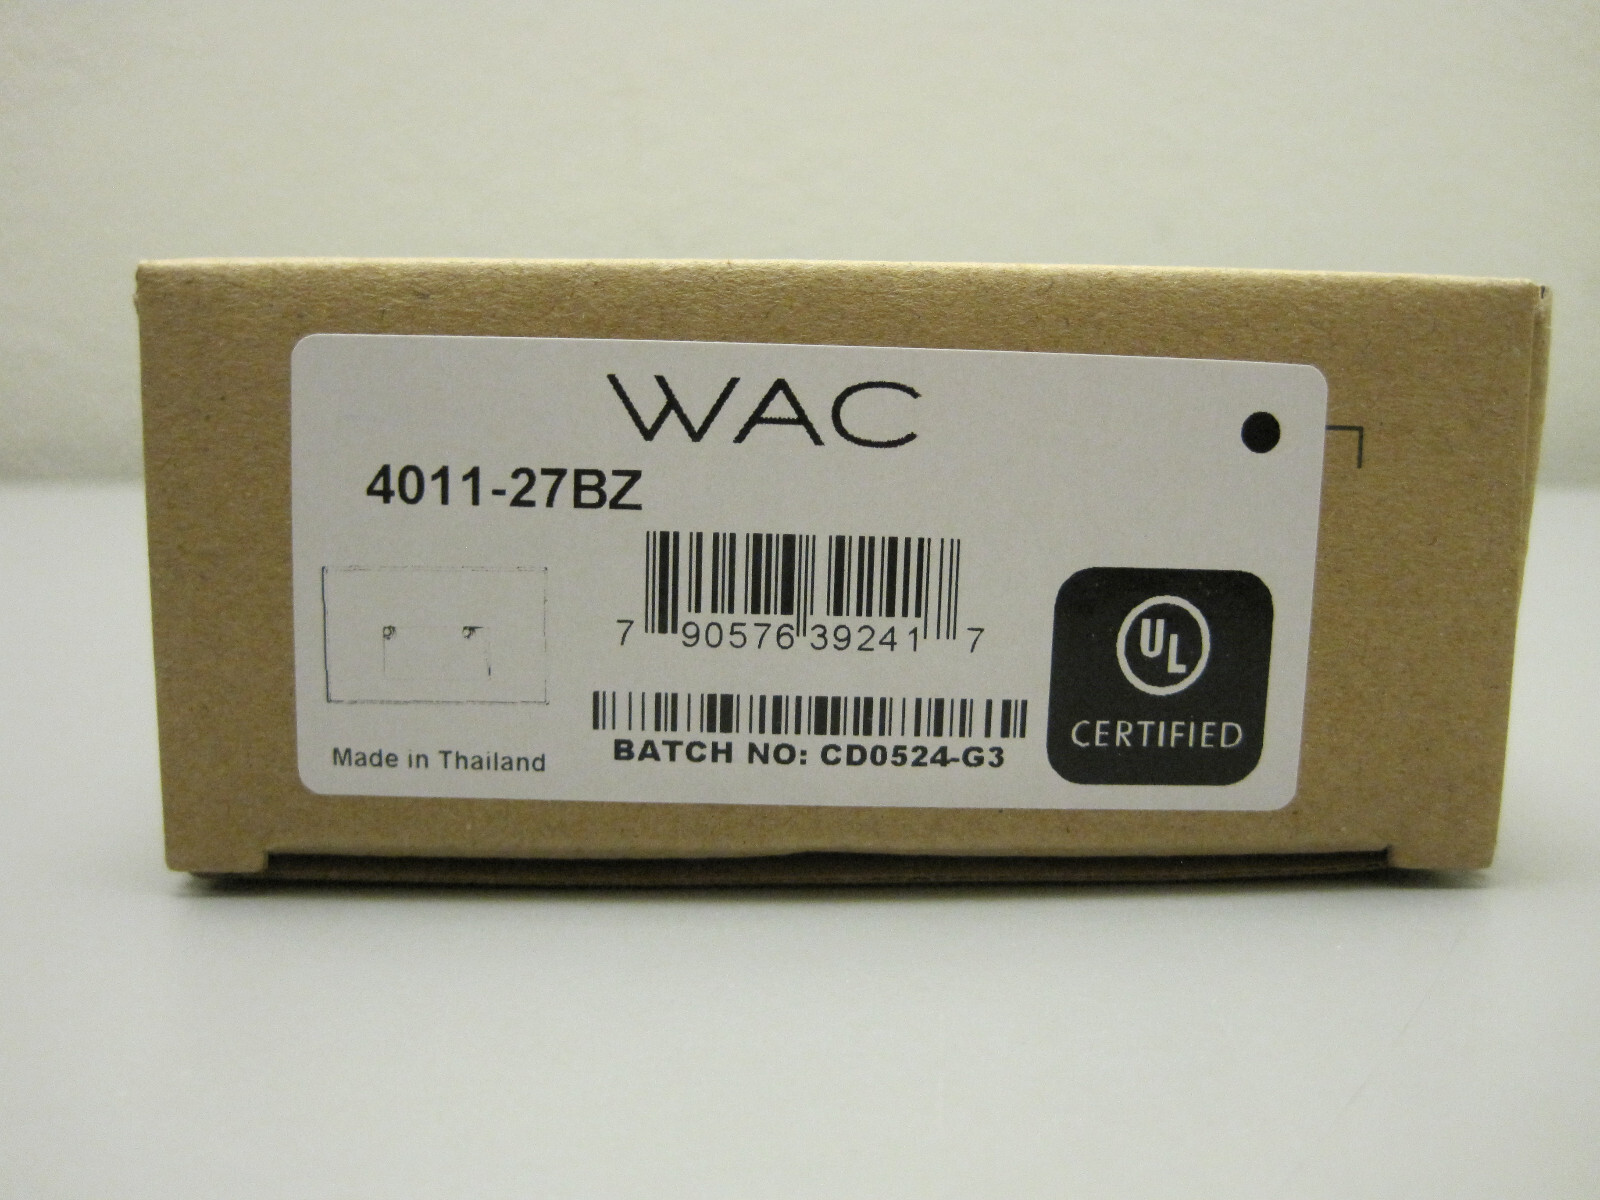 WAC
4011-27BZ
7 90576 39241 7
UL
CERTIFIED
BATCH NO: CD0524-G3
Made in Thailand